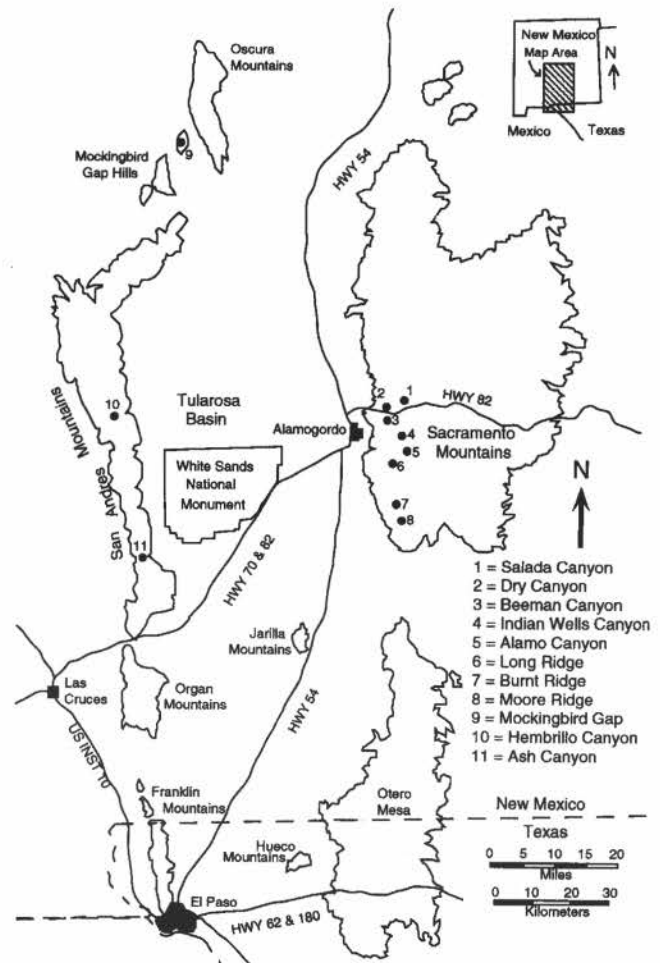 Oscura
Mountains
New Mexico
Map Area
N
Mexico
Texas
9
Mockingbird
Gap Hills
HWY 54
10
San Andres Mountains
Tularosa
Basin
1
2
HWY 82
3
Alamogordo
4
Sacramento
Mountains
5
6
White Sands
National
Monument
N
7
8
11
HWY 70 & 82
1 = Salada Canyon
2 = Dry Canyon
3 = Beeman Canyon
4 = Indian Wells Canyon
5 = Alamo Canyon
6 = Long Ridge
7 = Burnt Ridge
8 = Moore Ridge
9 = Mockingbird Gap
10 = Hembrillo Canyon
11 = Ash Canyon
Jarilla
Mountains
Las
Cruces
Organ
Mountains
HWY 54
US INST 10
Franklin
Mountains
Otero
Mesa
New Mexico
Texas
Hueco
Mountains
0 5 10 15 20
Miles
0 10 20 30
Kilometers
El Paso
HWY 62 & 180